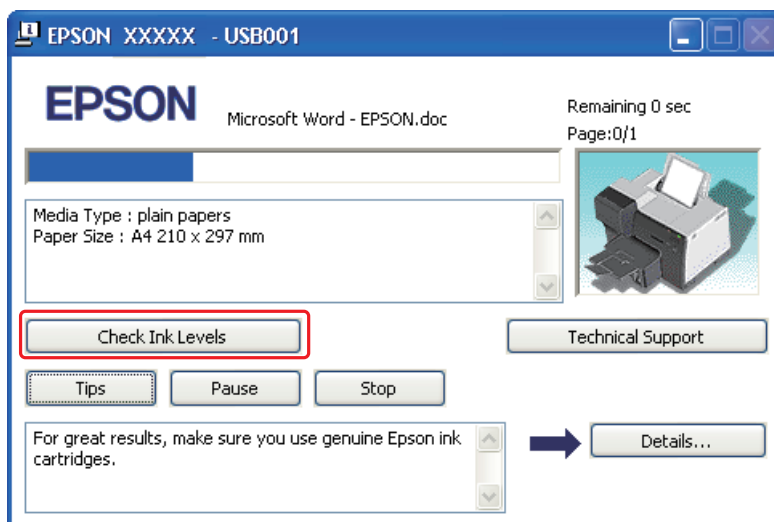 EPSON XXXXX - USB001
EPSON
Microsoft Word - EPSON.doc
Remaining 0 sec
Page:0/1
Media Type : plain papers
Paper Size : A4 210 x 297 mm
Check Ink Levels
Technical Support
Tips
Pause
Stop
For great results, make sure you use genuine Epson ink
cartridges.
Details...